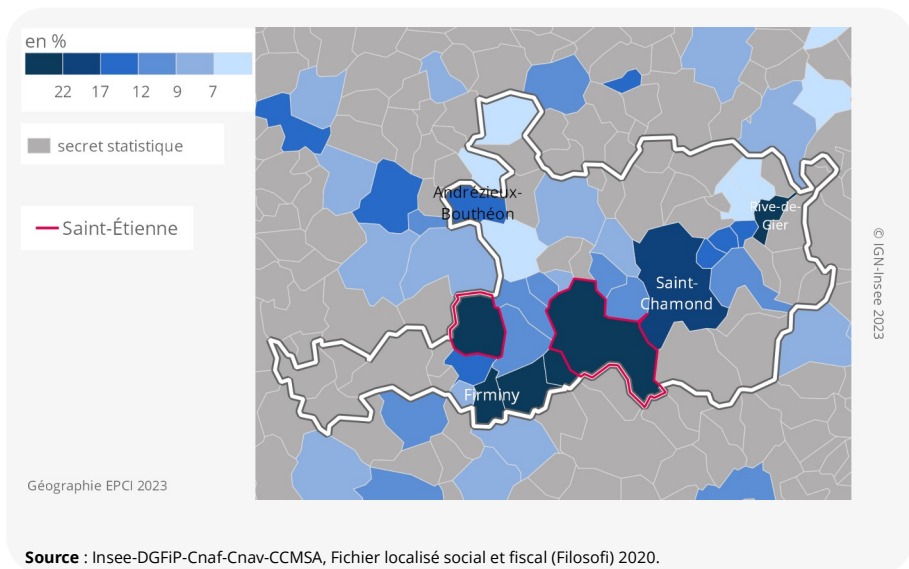 en %
22 17 12 9 7
secret statistique
Saint-Étienne
Andrézieux-
Bouthéon
Rive-de-
Gier
Saint-
Chamond
Firminy
© IGN-Insee 2023
Géographie EPCI 2023
Source : Insee-DGFiP-Cnaf-Cnav-CCMSA, Fichier localisé social et fiscal (Filosofi) 2020.